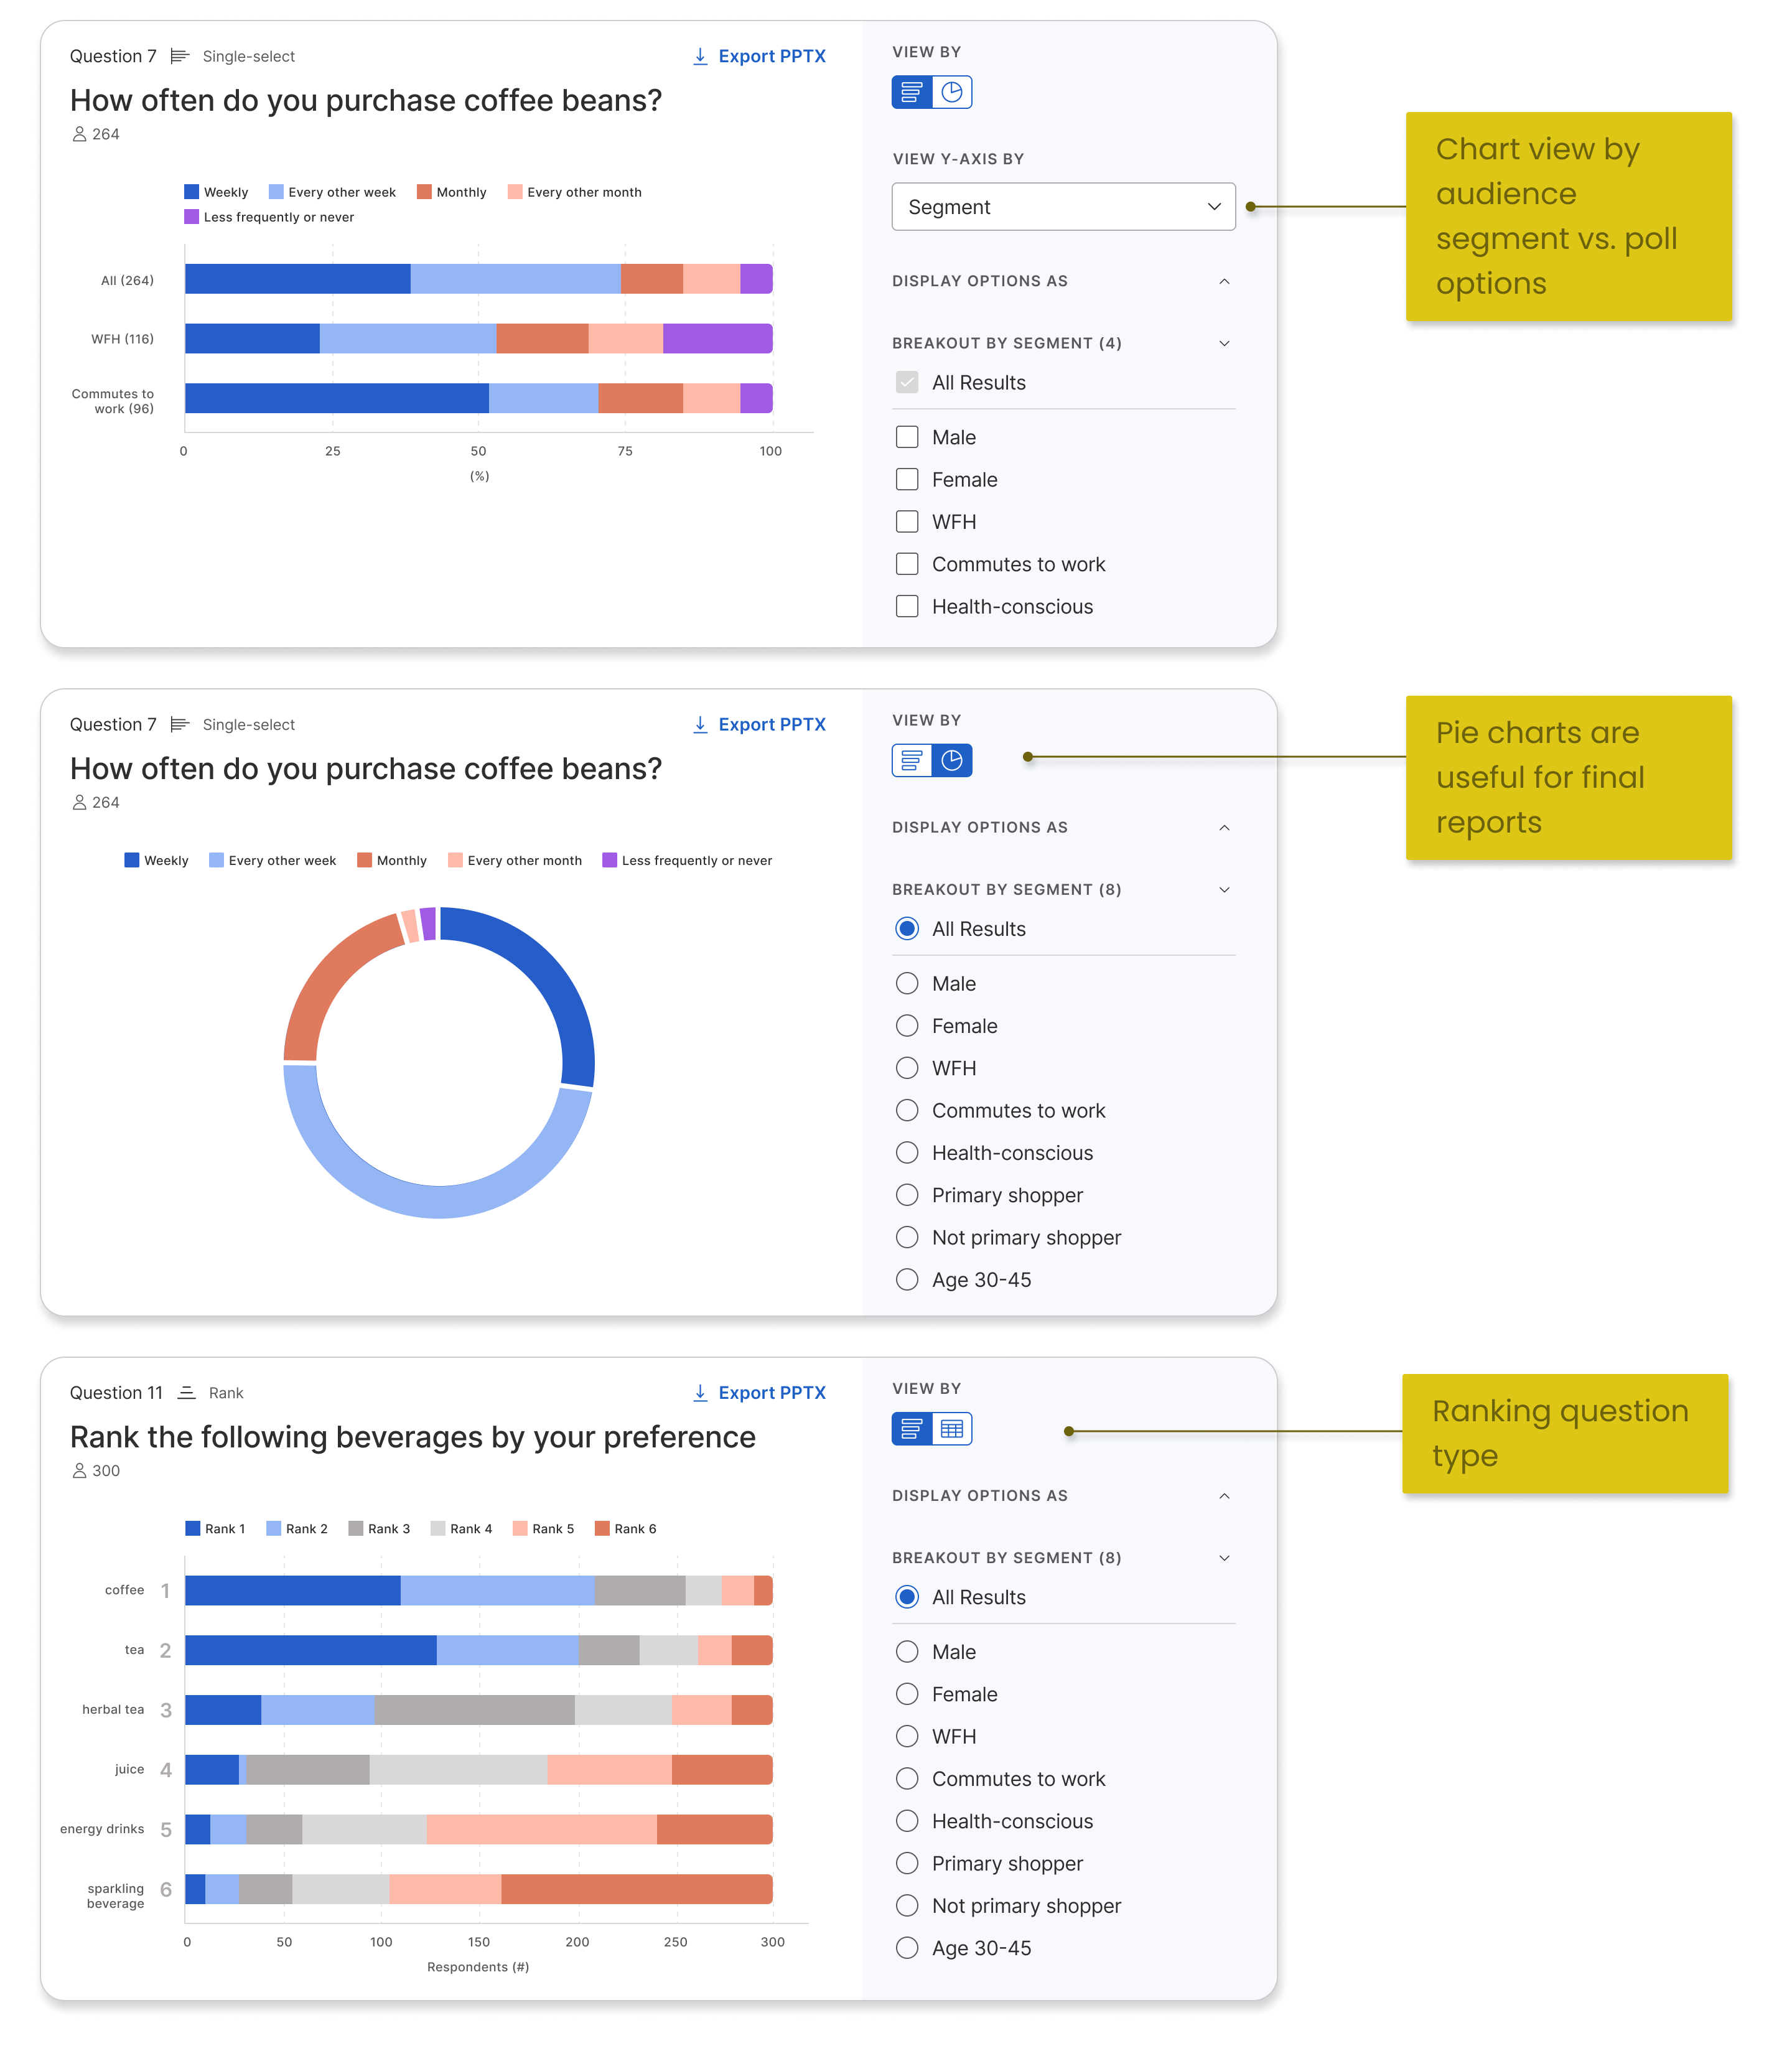 Question 7 Single-select Export PPTX
How often do you purchase coffee beans?
264
Weekly Every other week Monthly Every other month
Less frequently or never
All (264)
WFH (116)
Commutes to
work (96)
0 25 50 75 100
(%)
VIEW BY
VIEW Y-AXIS BY
Segment
DISPLAY OPTIONS AS
BREAKOUT BY SEGMENT (4)
All Results
Male
Female
WFH
Commutes to work
Health-conscious
Chart view by
audience
segment vs. poll
options
Question 7 Single-select Export PPTX
How often do you purchase coffee beans?
264
Weekly Every other week Monthly Every other month Less frequently or never
VIEW BY
DISPLAY OPTIONS AS
BREAKOUT BY SEGMENT (8)
All Results
Male
Female
WFH
Commutes to work
Health-conscious
Primary shopper
Not primary shopper
Age 30-45
Pie charts are
useful for final
reports
Question 11 Rank Export PPTX
Rank the following beverages by your preference
300
Rank 1 Rank 2 Rank 3 Rank 4 Rank 5 Rank 6
coffee 1
tea 2
herbal tea 3
juice 4
energy drinks 5
sparkling
beverage 6
0 50 100 150 200 250 300
Respondents (#)
VIEW BY
DISPLAY OPTIONS AS
BREAKOUT BY SEGMENT (8)
All Results
Male
Female
WFH
Commutes to work
Health-conscious
Primary shopper
Not primary shopper
Age 30-45
Ranking question
type